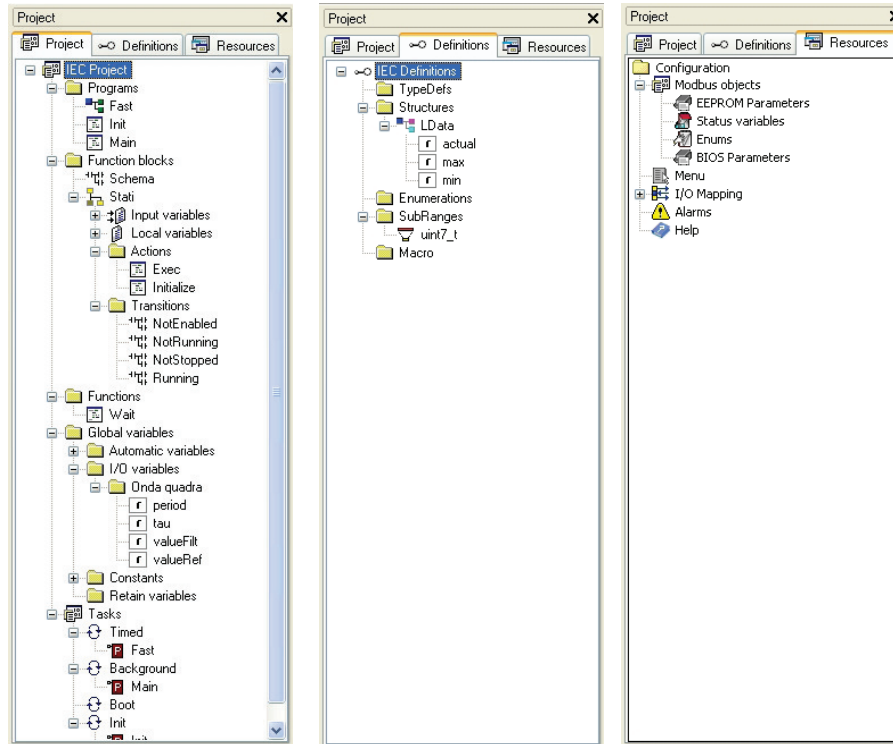 Project
Project Definitions Resources
IEC Project
Programs
Fast
Init
Main
Function blocks
Schema
Stati
Input variables
Local variables
Actions
Exec
Initialize
Transitions
NotEnabled
NotRunning
NotStopped
Running
Functions
Wait
Global variables
Automatic variables
I/O variables
Onda quadra
period
tau
valueFilt
valueRef
Constants
Retain variables
Tasks
Timed
Fast
Background
Main
Boot
Init
Init
Project
Project Definitions Resources
IEC Definitions
TypeDefs
Structures
LData
actual
max
min
Enumerations
SubRanges
uint7_t
Macro
Project
Project Definitions Resources
Configuration
Modbus objects
EEPROM Parameters
Status variables
Enums
BIOS Parameters
Menu
I/O Mapping
Alarms
Help